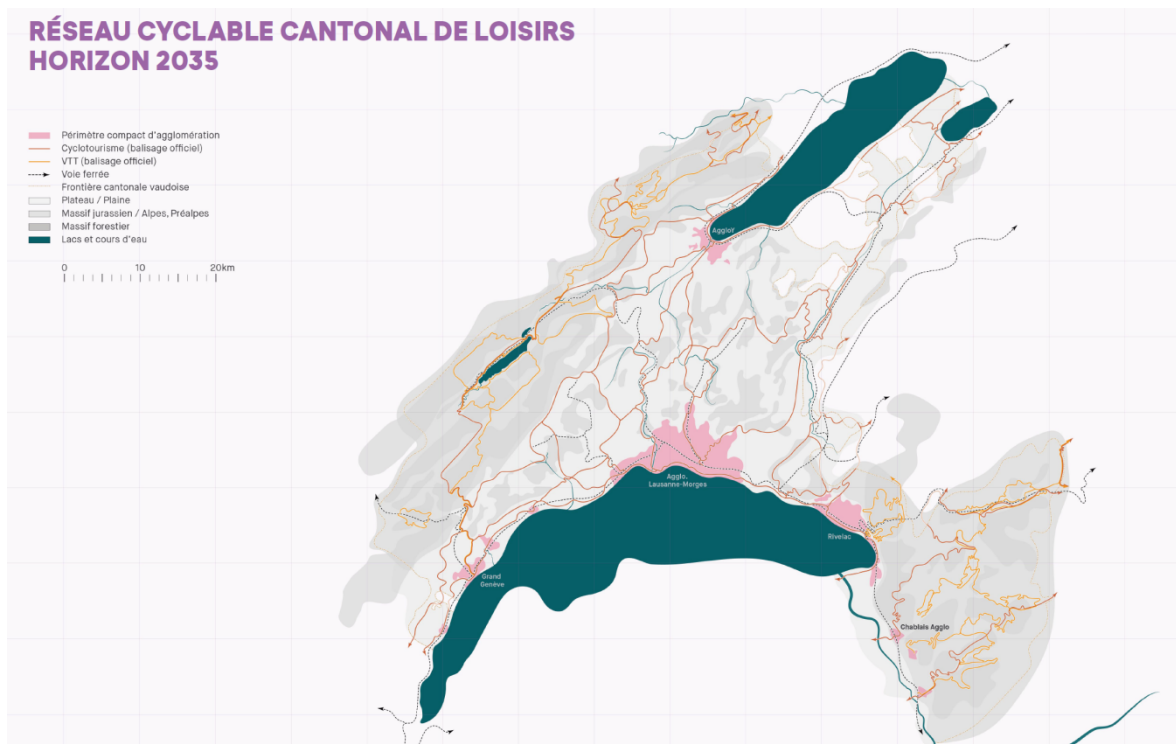 RÉSEAU CYCLABLE CANTONAL DE LOISIRS
HORIZON 2035
Périmètre compact d'agglomération
Cyclotourisme (balisage officiel)
VTT (balisage officiel)
Voie ferrée
Frontière cantonale vaudoise
Plateau / Plaine
Massif jurassien / Alpes, Préalpes
Massif forestier
Lacs et cours d'eau
0 10 20km
AggloY
Agglo.
Lausanne-Morges
Rivelac
Grand
Genève
Chablais Agglo